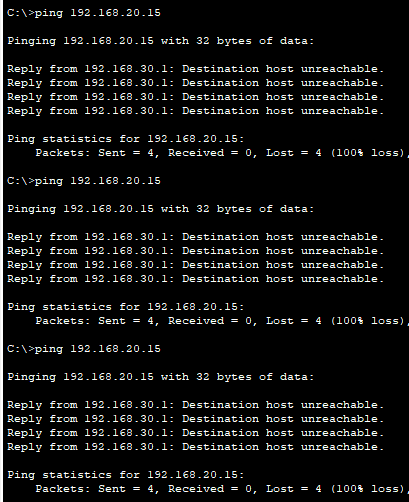 C:\>ping 192.168.20.15
Pinging 192.168.20.15 with 32 bytes of data:
Reply from 192.168.30.1: Destination host unreachable.
Reply from 192.168.30.1: Destination host unreachable.
Reply from 192.168.30.1: Destination host unreachable.
Reply from 192.168.30.1: Destination host unreachable.
Ping statistics for 192.168.20.15:
Packets: Sent = 4, Received = 0, Lost = 4 (100% loss),
C:\>ping 192.168.20.15
Pinging 192.168.20.15 with 32 bytes of data:
Reply from 192.168.30.1: Destination host unreachable.
Reply from 192.168.30.1: Destination host unreachable.
Reply from 192.168.30.1: Destination host unreachable.
Reply from 192.168.30.1: Destination host unreachable.
Ping statistics for 192.168.20.15:
Packets: Sent = 4, Received = 0, Lost = 4 (100% loss),
C:\>ping 192.168.20.15
Pinging 192.168.20.15 with 32 bytes of data:
Reply from 192.168.30.1: Destination host unreachable.
Reply from 192.168.30.1: Destination host unreachable.
Reply from 192.168.30.1: Destination host unreachable.
Reply from 192.168.30.1: Destination host unreachable.
Ping statistics for 192.168.20.15:
Packets: Sent = 4, Received = 0, Lost = 4 (100% loss),